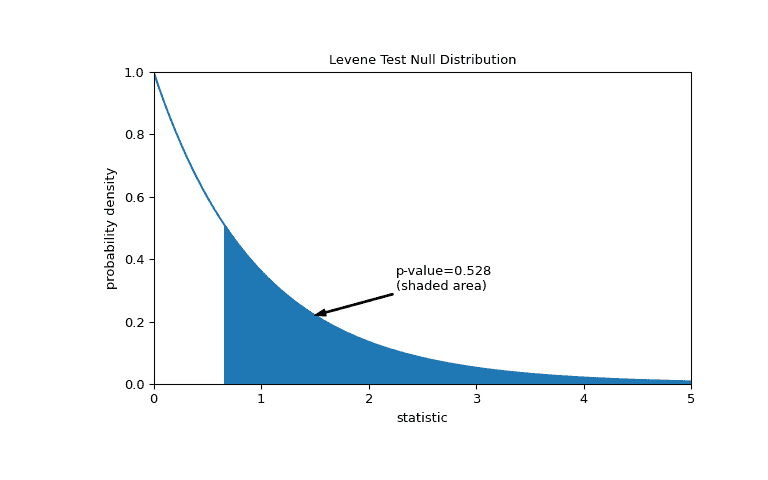 Levene Test Null Distribution
1.0
0.8
0.6
0.4
0.2
0.0
probability density
p-value=0.528
(shaded area)
0 1 2 3 4 5
statistic